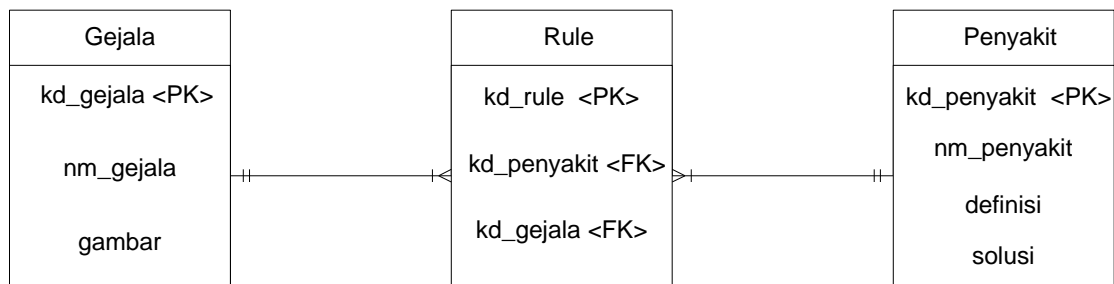 Gejala
kd_gejala <PK>
nm_gejala
gambar
Rule
kd_rule <PK>
kd_penyakit <FK>
kd_gejala <FK>
Penyakit
kd_penyakit <PK>
nm_penyakit
definisi
solusi